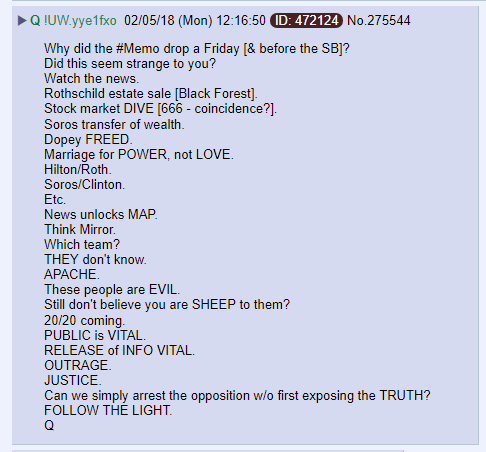 Q !UW.yye1fxo 02/05/18 (Mon) 12:16:50 ID: 472124 No.275544
Why did the #Memo drop a Friday [& before the SB]?
Did this seem strange to you?
Watch the news.
Rothschild estate sale [Black Forest].
Stock market DIVE [666 - coincidence?].
Soros transfer of wealth.
Dopey FREED.
Marriage for POWER, not LOVE.
Hilton/Roth.
Soros/Clinton.
Etc.
News unlocks MAP.
Think Mirror.
Which team?
THEY don't know.
APACHE.
These people are EVIL.
Still don't believe you are SHEEP to them?
20/20 coming.
PUBLIC is VITAL.
RELEASE of INFO VITAL.
OUTRAGE.
JUSTICE.
Can we simply arrest the opposition w/o first exposing the TRUTH?
FOLLOW THE LIGHT.
Q